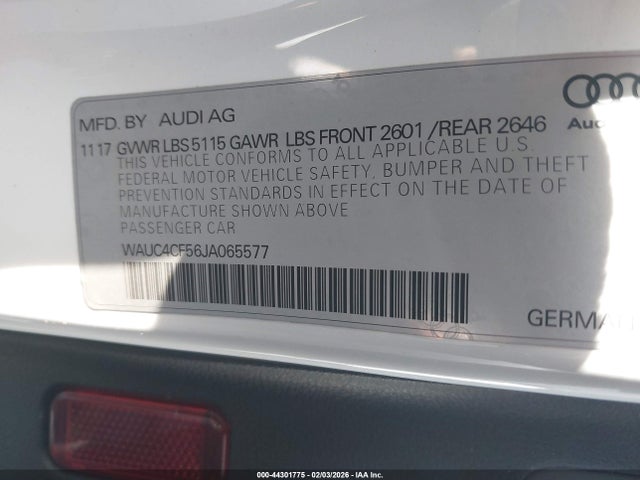 MFD. BY AUDI AG
11 17 GVWR LBS 5115 GAWR LBS FRONT 2601 /REAR 2646
THIS VEHICLE CONFORMS TO ALL APPLICABLE U.S.
FEDERAL MOTOR VEHICLE SAFETY, BUMPER AND THEFT
PREVENTION STANDARDS IN EFFECT ON THE DATE OF
MANUFACTURE SHOWN ABOVE
PASSENGER CAR
WAUC4CF56JA065577
000-44301775 - 02/03/2026 - IAA Inc.